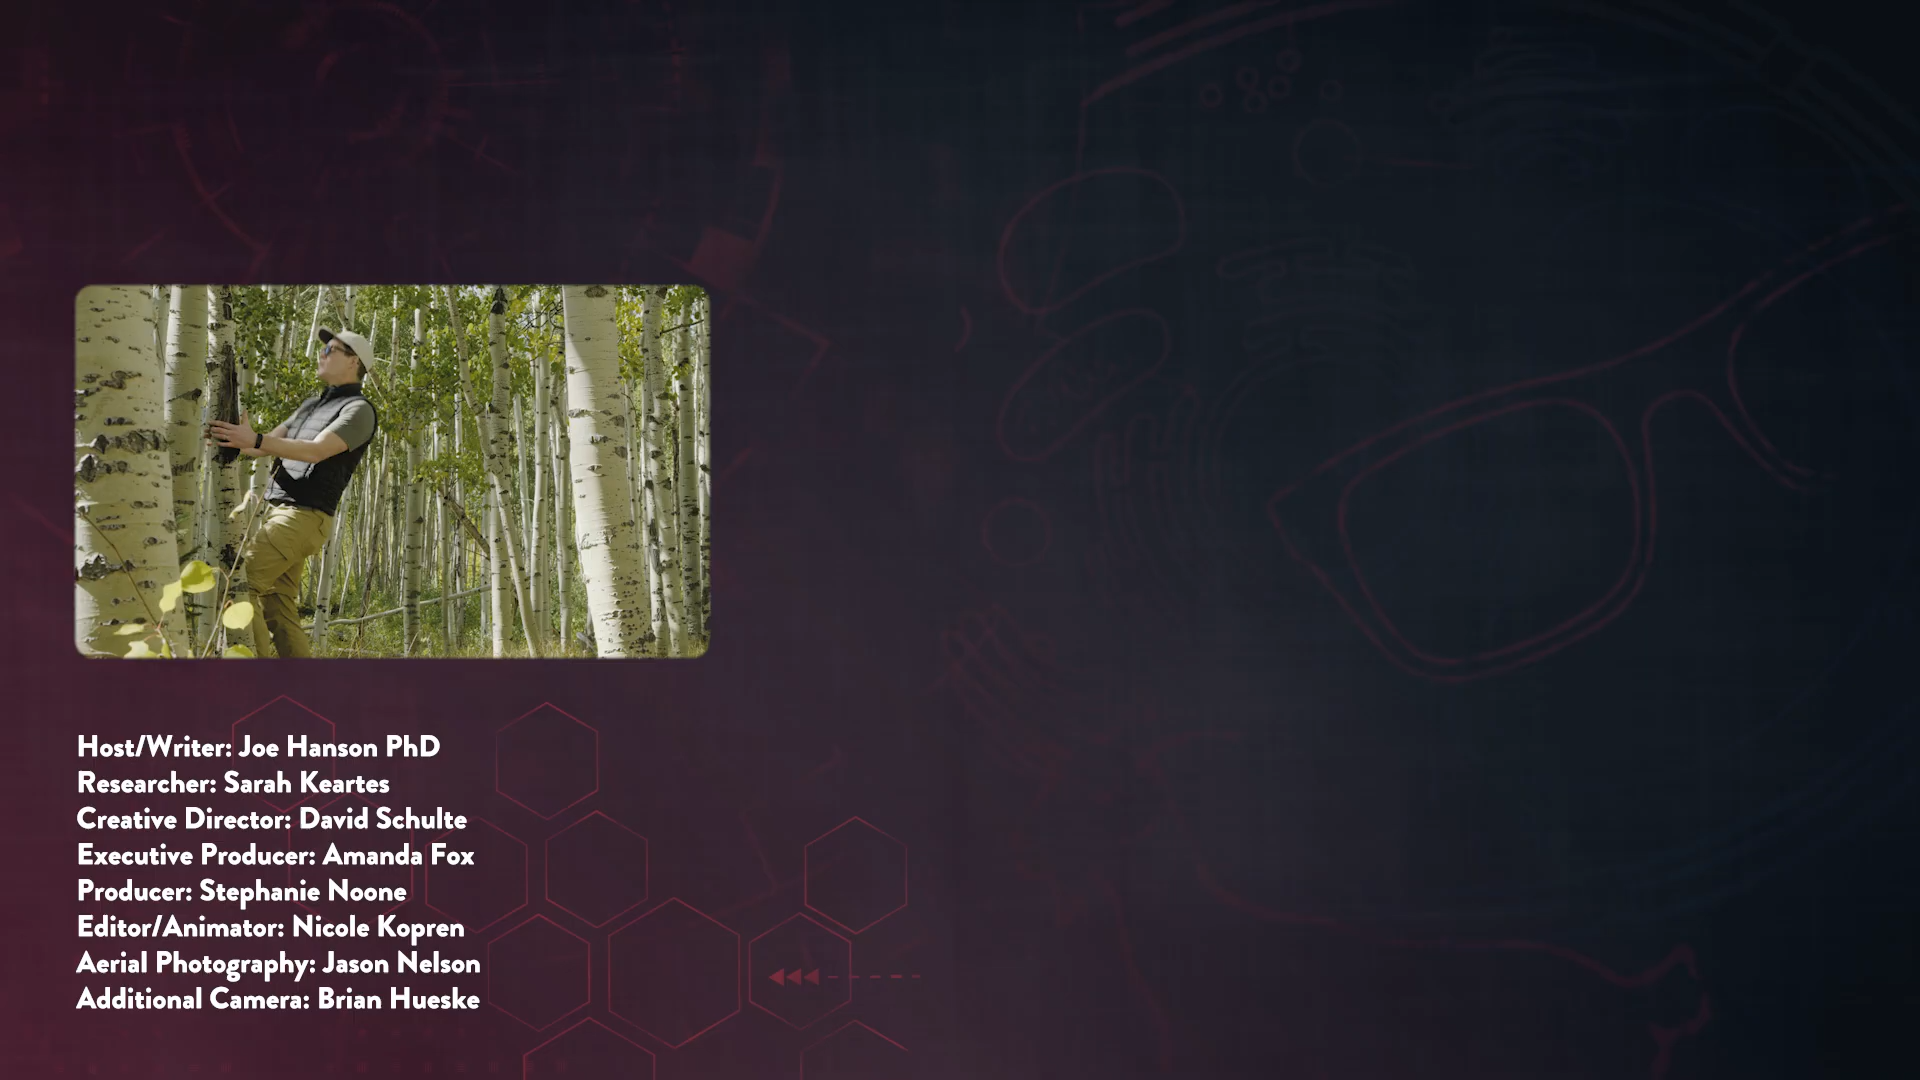 Host/Writer: Joe Hanson PhD
Researcher: Sarah Keartes
Creative Director: David Schulte
Executive Producer: Amanda Fox
Producer: Stephanie Noone
Editor/Animator: Nicole Kopren
Aerial Photography: Jason Nelson
Additional Camera: Brian Hueske